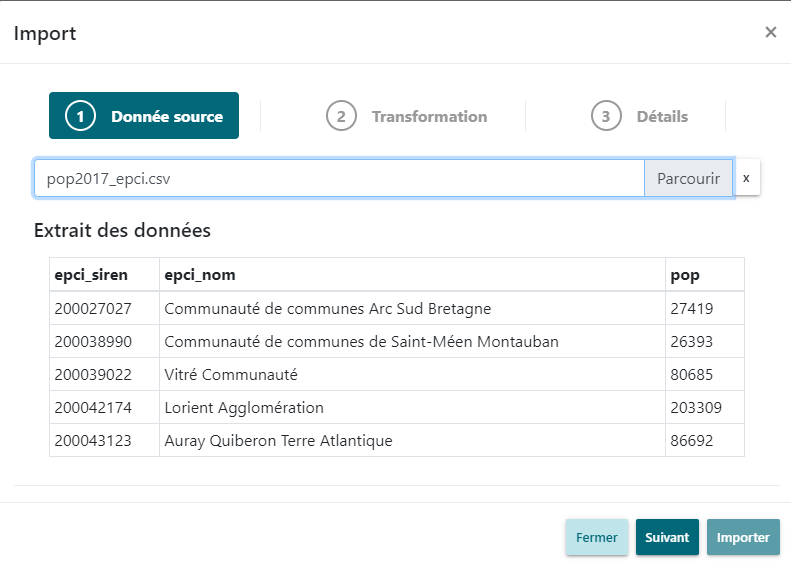 Import ×
1 Donnée source 2 Transformation 3 Détails
pop2017_epci.csv Parcourir x
Extrait des données
epci_siren epci_nom pop
200027027 Communauté de communes Arc Sud Bretagne 27419
200038990 Communauté de communes de Saint-Méen Montauban 26393
200039022 Vitré Communauté 80685
200042174 Lorient Agglomération 203309
200043123 Auray Quiberon Terre Atlantique 86692
Fermer Suivant Importer